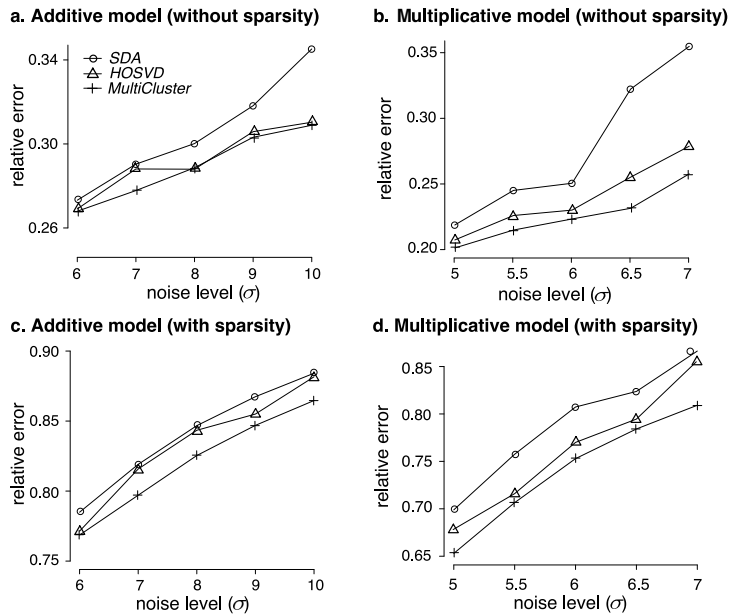 a. Additive model (without sparsity)
relative error
0.34
0.30
0.26
SDA
HOSVD
MultiCluster
6 7 8 9 10
noise level (σ)
b. Multiplicative model (without sparsity)
relative error
0.35
0.30
0.25
0.20
5 5.5 6 6.5 7
noise level (σ)
c. Additive model (with sparsity)
relative error
0.90
0.85
0.80
0.75
6 7 8 9 10
noise level (σ)
d. Multiplicative model (with sparsity)
relative error
0.85
0.80
0.75
0.70
0.65
5 5.5 6 6.5 7
noise level (σ)